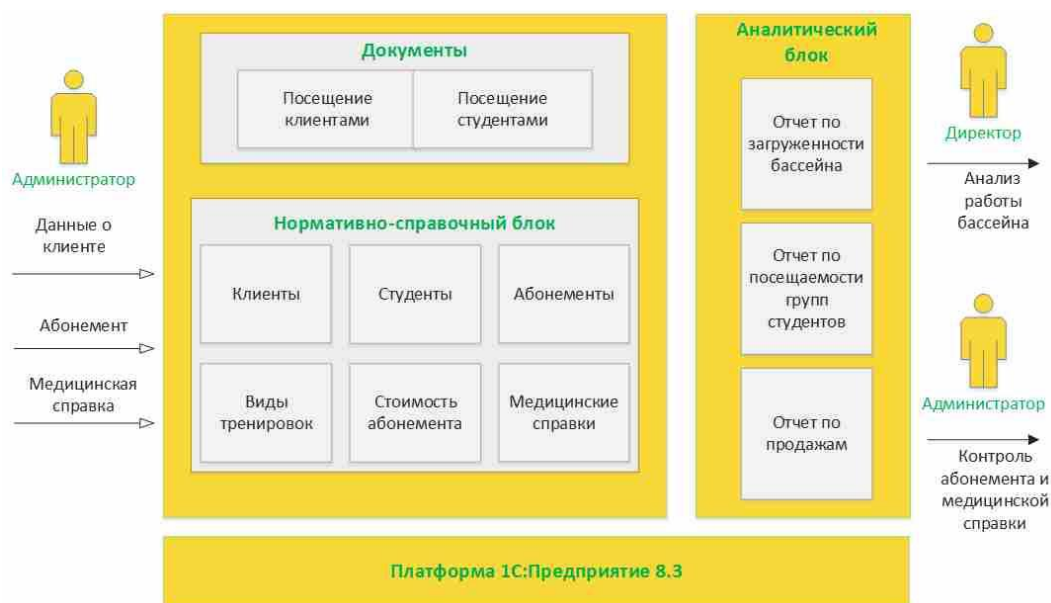 Администратор
Данные о
клиенте
Абонемент
Медицинская
справка
Документы
Посещение
клиентами
Посещение
студентами
Нормативно-справочный блок
Клиенты
Студенты
Абонементы
Виды
тренировок
Стоимость
абонемента
Медицинские
справки
Аналитический
блок
Отчет по
загруженности
бассейна
Отчет по
посещаемости
групп
студентов
Отчет по
продажам
Директор
Анализ
работы
бассейна
Администратор
Контроль
абонемента и
медицинской
справки
Платформа 1С:Предприятие 8.3